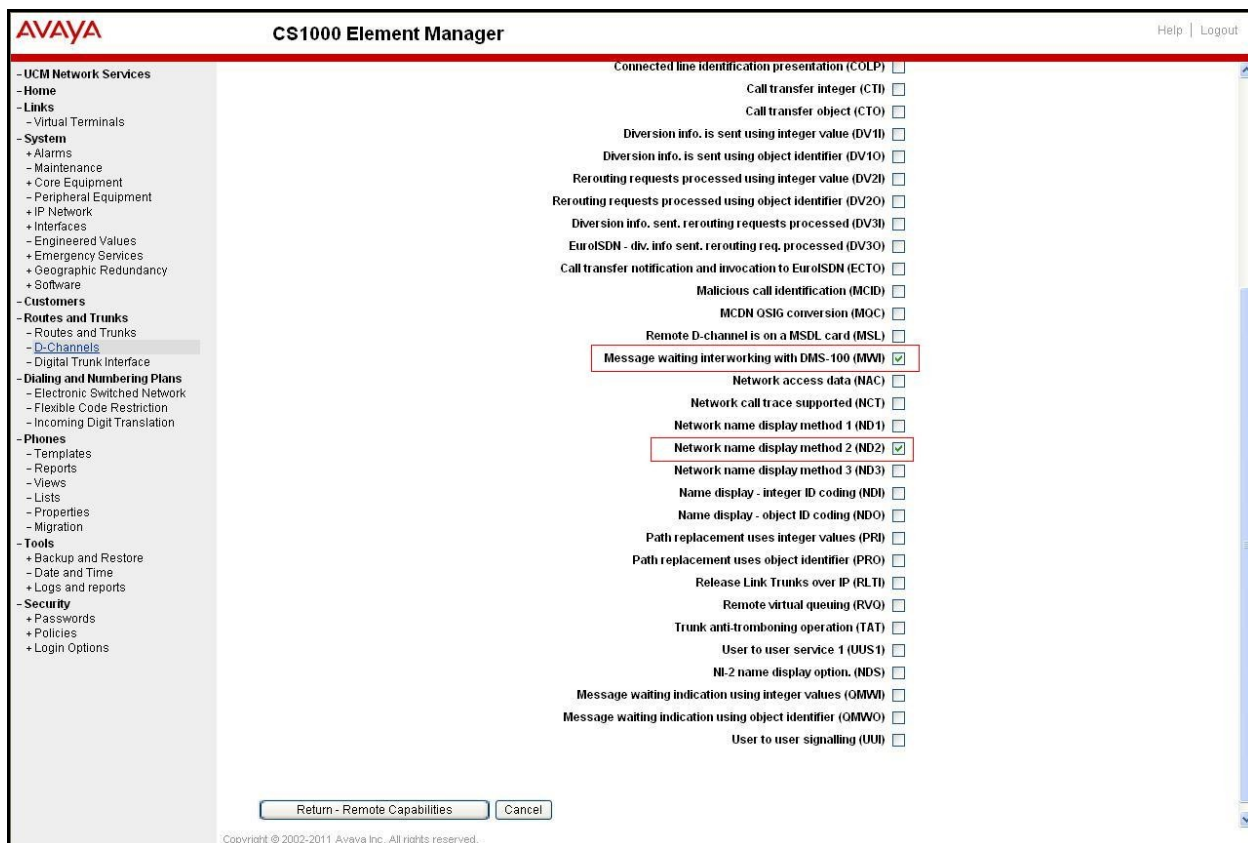 AVAYA
CS1000 Element Manager
Help | Logout
- UCM Network Services
- Home
- Links
- Virtual Terminals
- System
+ Alarms
- Maintenance
+ Core Equipment
- Peripheral Equipment
+ IP Network
+ Interfaces
- Engineered Values
+ Emergency Services
+ Geographic Redundancy
+ Software
- Customers
- Routes and Trunks
- Routes and Trunks
- D-Channels
- Digital Trunk Interface
- Dialing and Numbering Plans
- Electronic Switched Network
- Flexible Code Restriction
- Incoming Digit Translation
- Phones
- Templates
- Reports
- Views
- Lists
- Properties
- Migration
- Tools
+ Backup and Restore
- Date and Time
+ Logs and reports
- Security
+ Passwords
+ Policies
+ Login Options
Connected line identification presentation (COLP)
Call transfer integer (CTI)
Call transfer object (CTO)
Diversion info. is sent using integer value (DV1I)
Diversion info. is sent using object identifier (DV1O)
Rerouting requests processed using integer value (DV2I)
Rerouting requests processed using object identifier (DV2O)
Diversion info. sent. rerouting requests processed (DV3I)
EuroISDN - div. info sent. rerouting req. processed (DV3O)
Call transfer notification and invocation to EuroISDN (ECTO)
Malicious call identification (MCID)
MCDN QSIG conversion (MQC)
Remote D-channel is on a MSDL card (MSL)
Message waiting interworking with DMS-100 (MWI)
Network access data (NAC)
Network call trace supported (NCT)
Network name display method 1 (ND1)
Network name display method 2 (ND2)
Network name display method 3 (ND3)
Name display - integer ID coding (NDI)
Name display - object ID coding (NDO)
Path replacement uses integer values (PRI)
Path replacement uses object identifier (PRO)
Release Link Trunks over IP (RLTI)
Remote virtual queuing (RVQ)
Trunk anti-tromboning operation (TAT)
User to user service 1 (UUS1)
NI-2 name display option. (NDS)
Message waiting indication using integer values (QMWI)
Message waiting indication using object identifier (QMWO)
User to user signalling (UUI)
Return - Remote Capabilities
Cancel
Copyright © 2002-2011 Avaya Inc. All rights reserved.